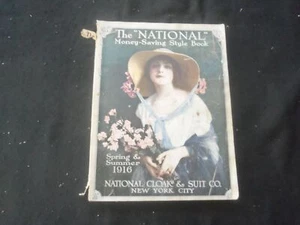 The "NATIONAL"
Money-Saving Style Book
Spring &
Summer
1916
NATIONAL CLOAK & SUIT CO.
NEW YORK CITY